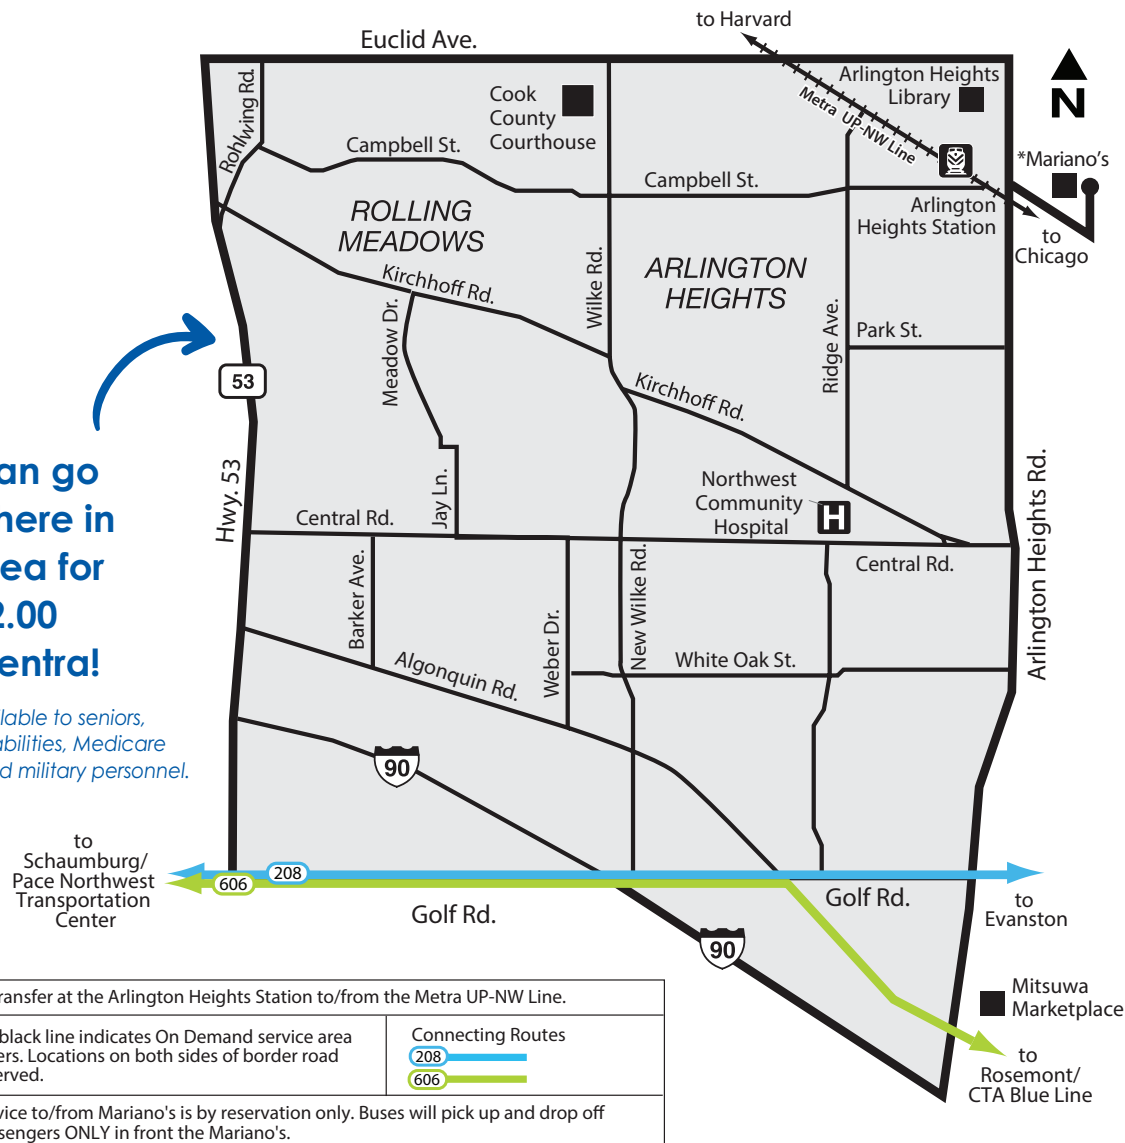 to Harvard
Euclid Ave.
Rohlwing Rd.
Cook
County
Courthouse
Arlington Heights
Library
Metra UP-NW Line
N
*Mariano's
Campbell St.
Campbell St.
Arlington
Heights Station
to
Chicago
ROLLING
MEADOWS
ARLINGTON
HEIGHTS
Kirchhoff Rd.
Wilke Rd.
Meadow Dr.
Ridge Ave.
Park St.
53
Kirchhoff Rd.
an go
here in
ea for
2.00
entra!
Hwy. 53
Jay Ln.
Northwest
Community
Hospital
H
Arlington Heights Rd.
Central Rd.
Central Rd.
Barker Ave.
Weber Dr.
New Wilke Rd.
Algonquin Rd.
White Oak St.
ilable to seniors,
abilities, Medicare
d military personnel.
90
to
Schaumburg/
Pace Northwest
Transportation
Center
208
606
Golf Rd.
Golf Rd.
to
Evanston
90
Mitsuwa
Marketplace
to
Rosemont/
CTA Blue Line
ransfer at the Arlington Heights Station to/from the Metra UP-NW Line.
black line indicates On Demand service area
ers. Locations on both sides of border road
erved.
Connecting Routes
208
606
vice to/from Mariano's is by reservation only. Buses will pick up and drop off
ssengers ONLY in front the Mariano's.